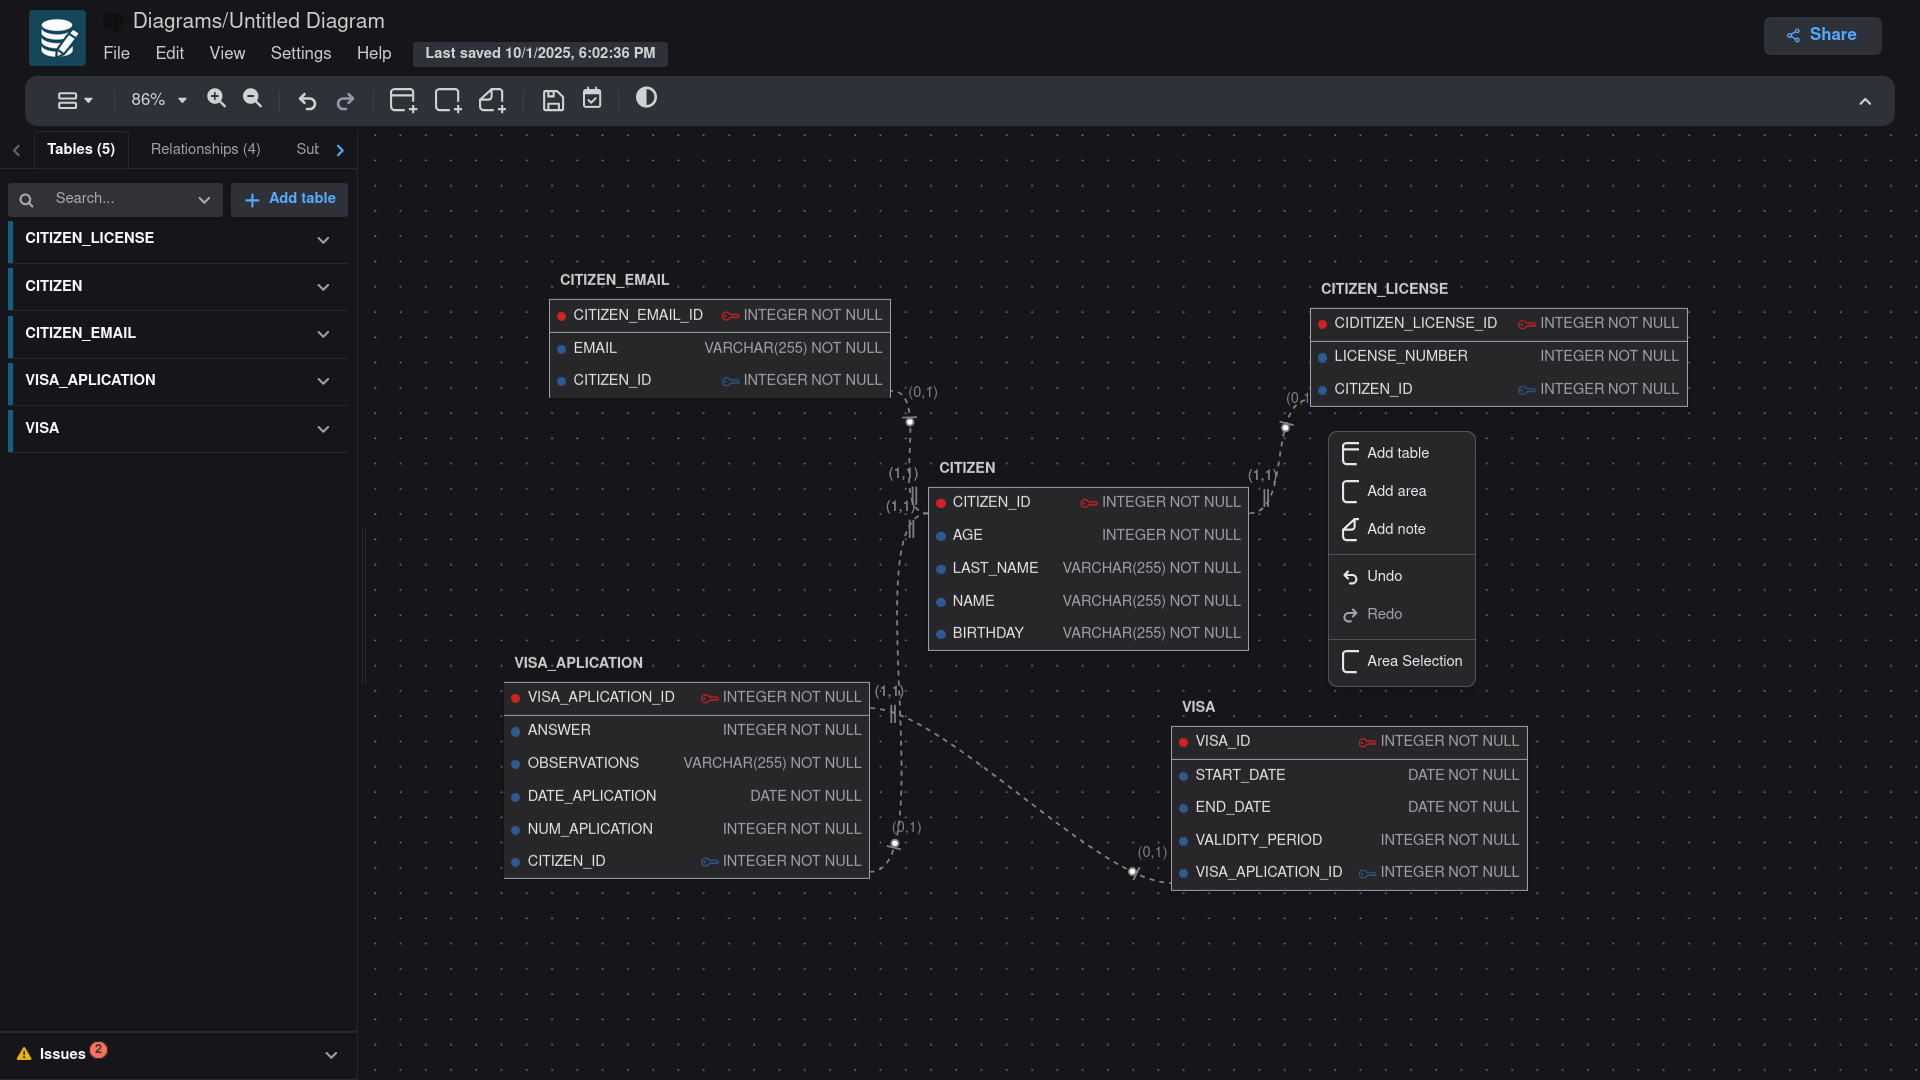 Diagrams/Untitled Diagram
File Edit View Settings Help Last saved 10/1/2025, 6:02:36 PM
Share
86%
Tables (5) Relationships (4) Sub
Search... Add table
CITIZEN_LICENSE
CITIZEN
CITIZEN_EMAIL
VISA_APLICATION
VISA
Issues 2
CITIZEN_EMAIL
CITIZEN_EMAIL_ID INTEGER NOT NULL
EMAIL VARCHAR(255) NOT NULL
CITIZEN_ID INTEGER NOT NULL
(0,1)
CITIZEN_LICENSE
CIDITIZEN_LICENSE_ID INTEGER NOT NULL
LICENSE_NUMBER INTEGER NOT NULL
CITIZEN_ID INTEGER NOT NULL
(0,1
(1,1)
(1,1)
(1,1)
CITIZEN
CITIZEN_ID INTEGER NOT NULL
AGE INTEGER NOT NULL
LAST_NAME VARCHAR(255) NOT NULL
NAME VARCHAR(255) NOT NULL
BIRTHDAY VARCHAR(255) NOT NULL
Add table
Add area
Add note
Undo
Redo
Area Selection
VISA_APLICATION
VISA_APLICATION_ID INTEGER NOT NULL
ANSWER INTEGER NOT NULL
OBSERVATIONS VARCHAR(255) NOT NULL
DATE_APLICATION DATE NOT NULL
NUM_APLICATION INTEGER NOT NULL
CITIZEN_ID INTEGER NOT NULL
(1,1)
(0,1)
(0,1)
VISA
VISA_ID INTEGER NOT NULL
START_DATE DATE NOT NULL
END_DATE DATE NOT NULL
VALIDITY_PERIOD INTEGER NOT NULL
VISA_APLICATION_ID INTEGER NOT NULL